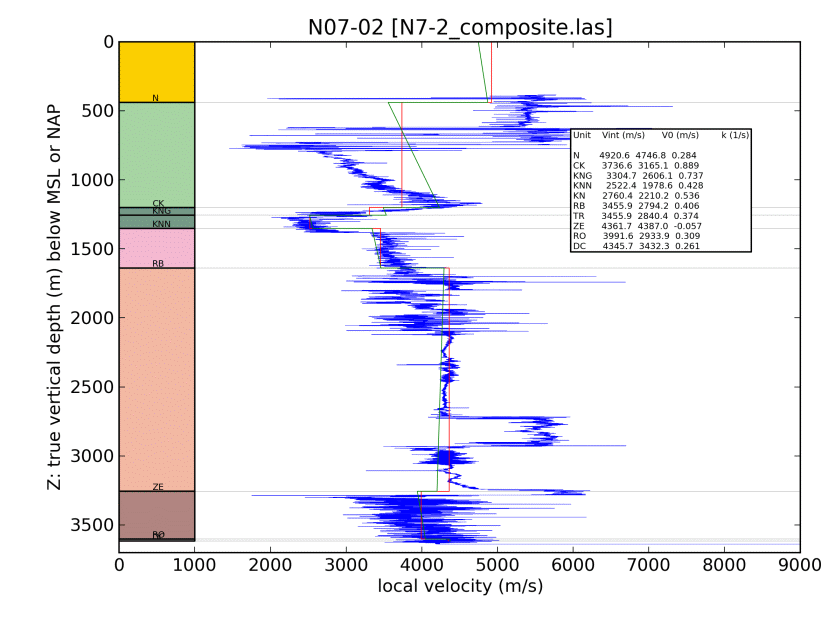 N07-02 [N7-2_composite.las]
Z: true vertical depth (m) below MSL or NAP
0
500
1000
1500
2000
2500
3000
3500
N
CK
KNG
KNN
RB
ZE
RO
Unit Vint (m/s) V0 (m/s) k (1/s)
N 4920.6 4746.8 0.284
CK 3736.6 3165.1 0.889
KNG 3304.7 2606.1 0.737
KNN 2522.4 1978.6 0.428
KN 2760.4 2210.2 0.536
RB 3455.9 2794.2 0.406
TR 3455.9 2840.4 0.374
ZE 4361.7 4387.0 -0.057
RO 3991.6 2933.9 0.309
DC 4345.7 3432.3 0.261
0 1000 2000 3000 4000 5000 6000 7000 8000 9000
local velocity (m/s)